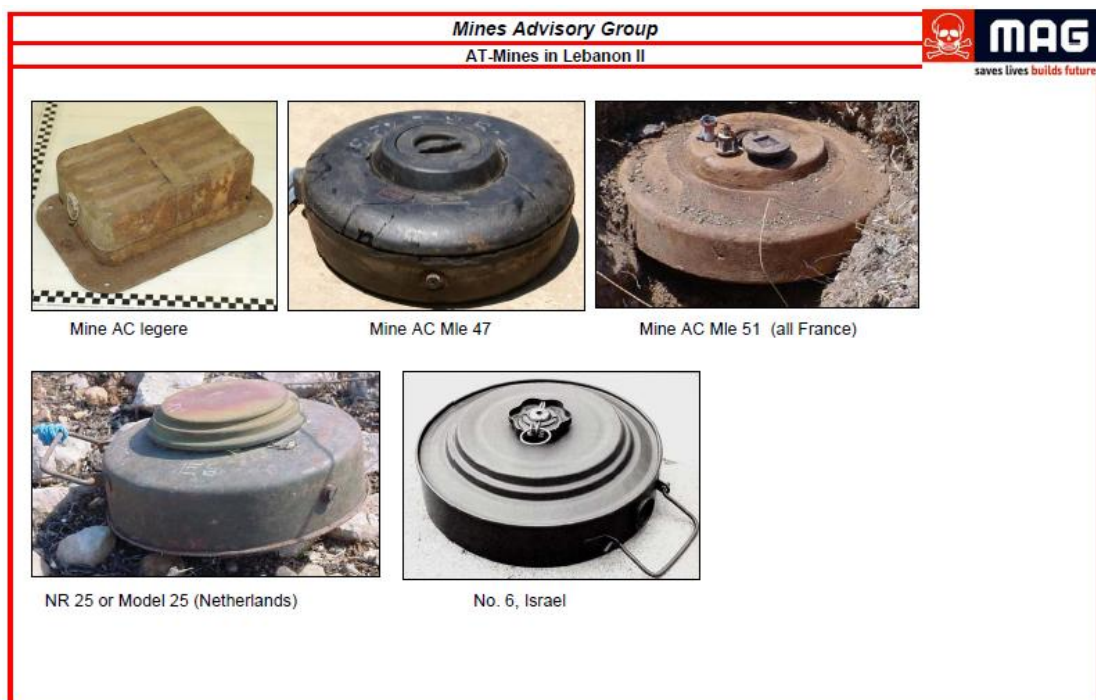 Mines Advisory Group
AT-Mines in Lebanon II
MAG
saves lives builds future
Mine AC legere
Mine AC Mle 47
Mine AC Mle 51 (all France)
NR 25 or Model 25 (Netherlands)
No. 6, Israel